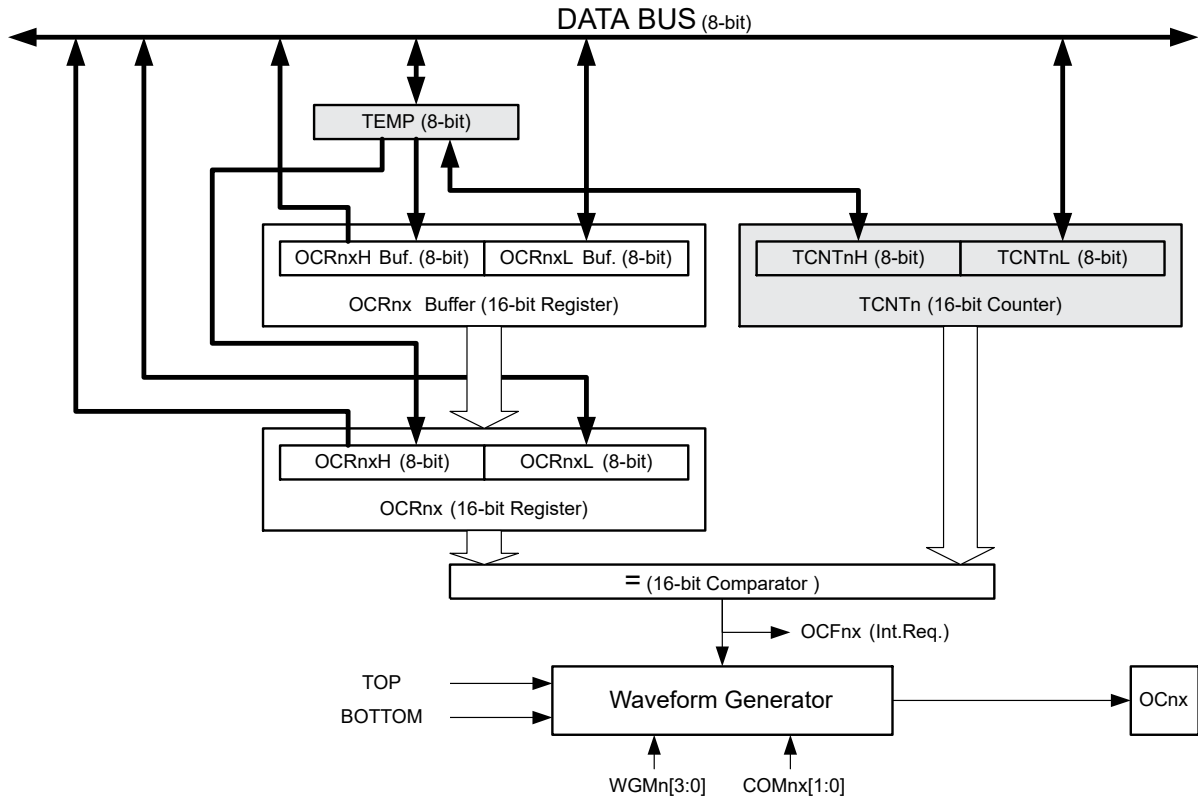 DATA BUS (8-bit)
TEMP (8-bit)
OCRnxH Buf. (8-bit)
OCRnxL Buf. (8-bit)
TCNTnH (8-bit)
TCNTnL (8-bit)
OCRnx Buffer (16-bit Register)
TCNTn (16-bit Counter)
OCRnxH (8-bit)
OCRnxL (8-bit)
OCRnx (16-bit Register)
= (16-bit Comparator )
OCFnx (Int.Req.)
TOP
BOTTOM
Waveform Generator
OCnx
WGMn[3:0]
COMnx[1:0]